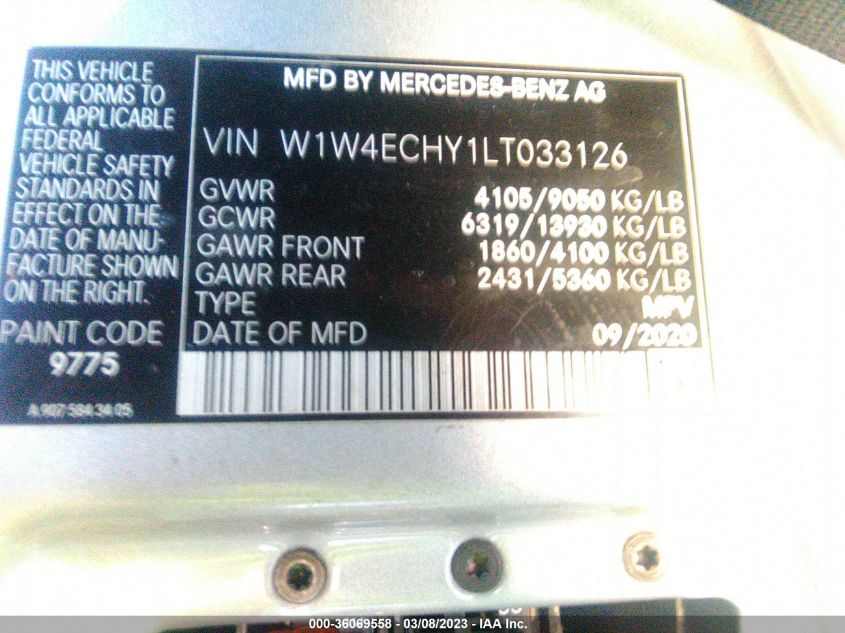 THIS VEHICLE
CONFORMS TO
ALL APPLICABLE
FEDERAL
VEHICLE SAFETY
STANDARDS IN
EFFECT ON THE
DATE OF MANU-
FACTURE SHOWN
ON THE RIGHT.
PAINT CODE
9775
A 907 584 34 05
MFD BY MERCEDES-BENZ AG
VIN W1W4ECHY1LT033126
GVWR 4105/9050 KG/LB
GCWR 6319/13930 KG/LB
GAWR FRONT 1860/4100 KG/LB
GAWR REAR 2431/5360 KG/LB
TYPE MPV
DATE OF MFD 09/2020
000-36069558 - 03/08/2023 - IAA Inc.